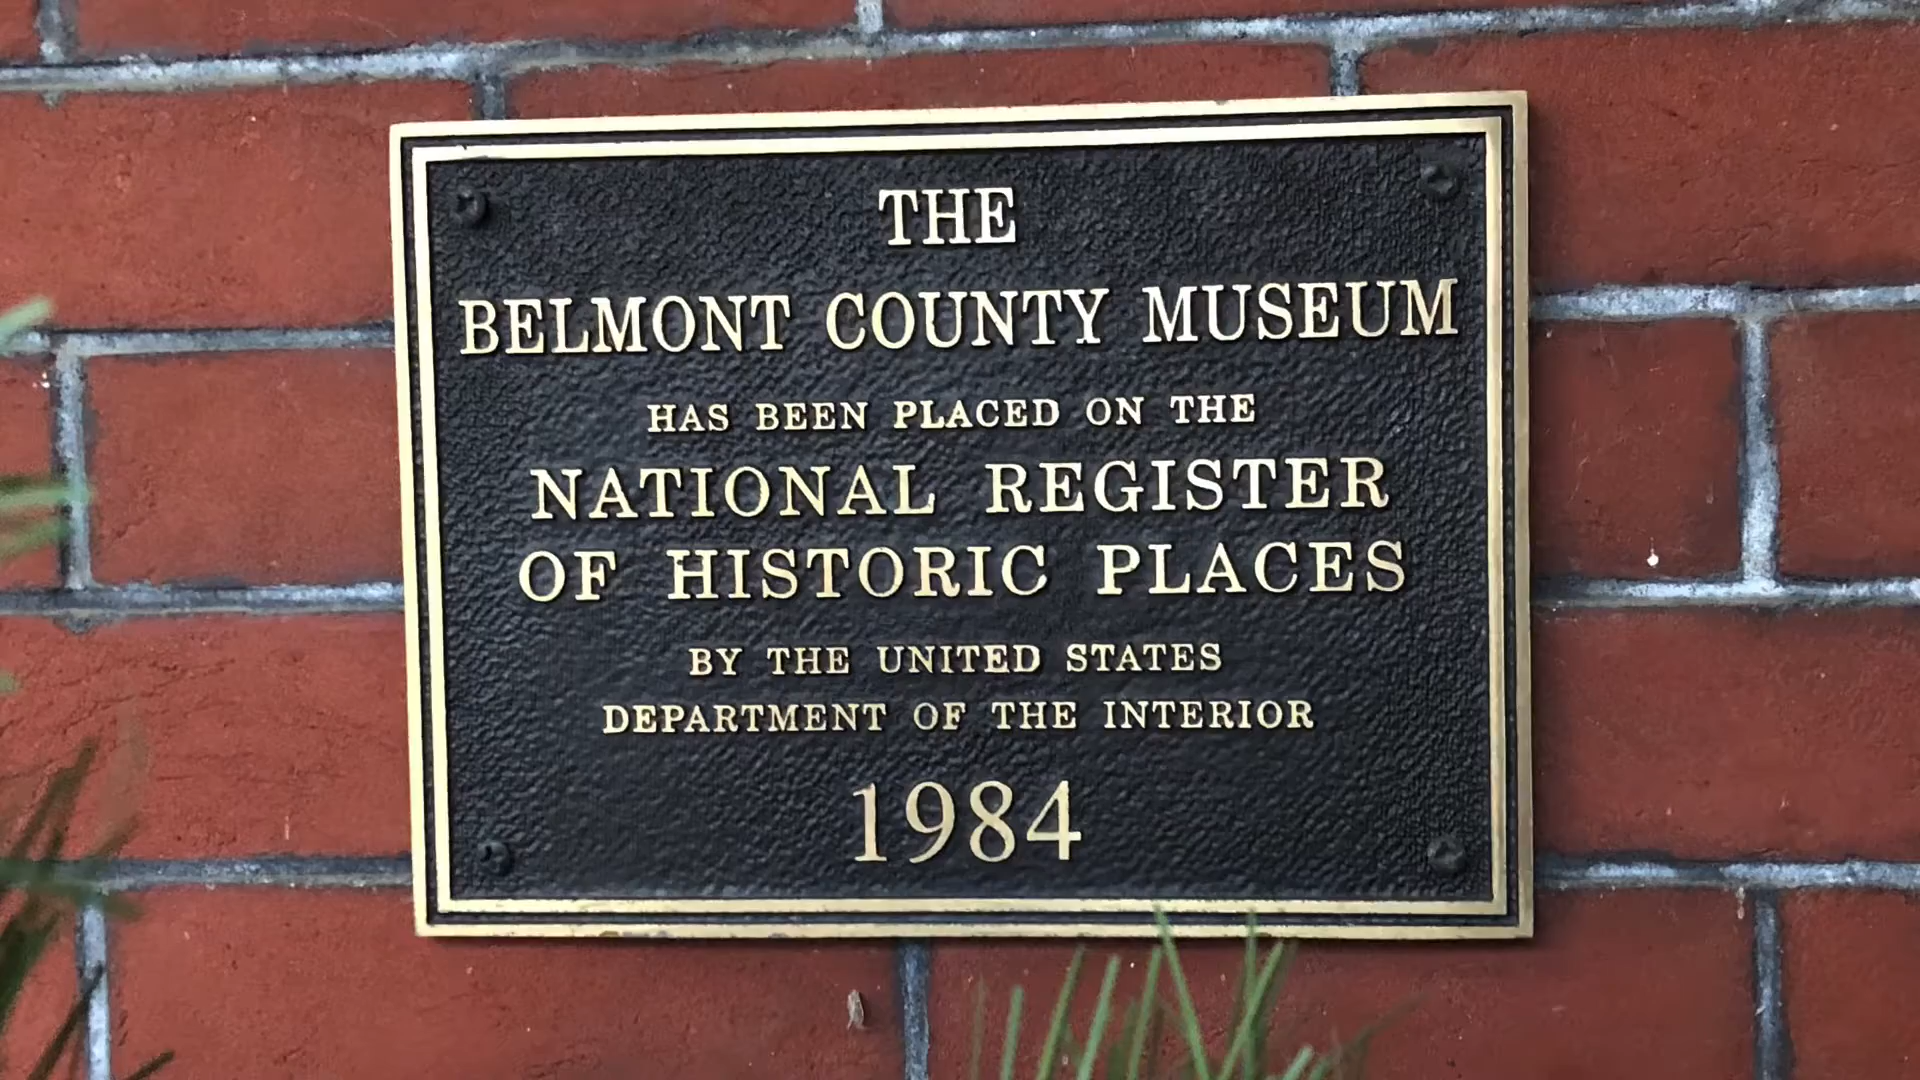 THE
BELMONT COUNTY MUSEUM
HAS BEEN PLACED ON THE
NATIONAL REGISTER
OF HISTORIC PLACES
BY THE UNITED STATES
DEPARTMENT OF THE INTERIOR
1984